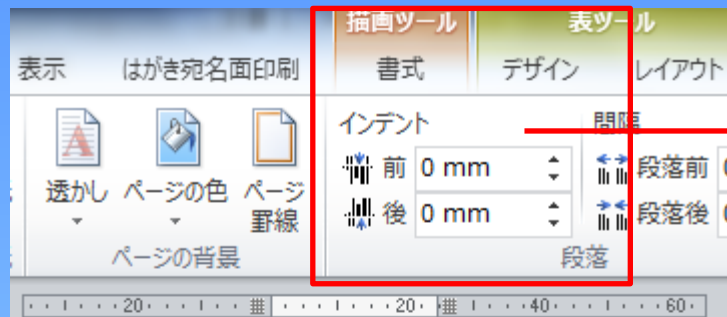 描画ツール 表ツール
表示 はがき宛名面印刷 書式 デザイン レイアウト
インデント 間隔
前 0 mm 段落前
後 0 mm 段落後
透かし ページの色 ページ
罫線
ページの背景 段落
20 20 40 60